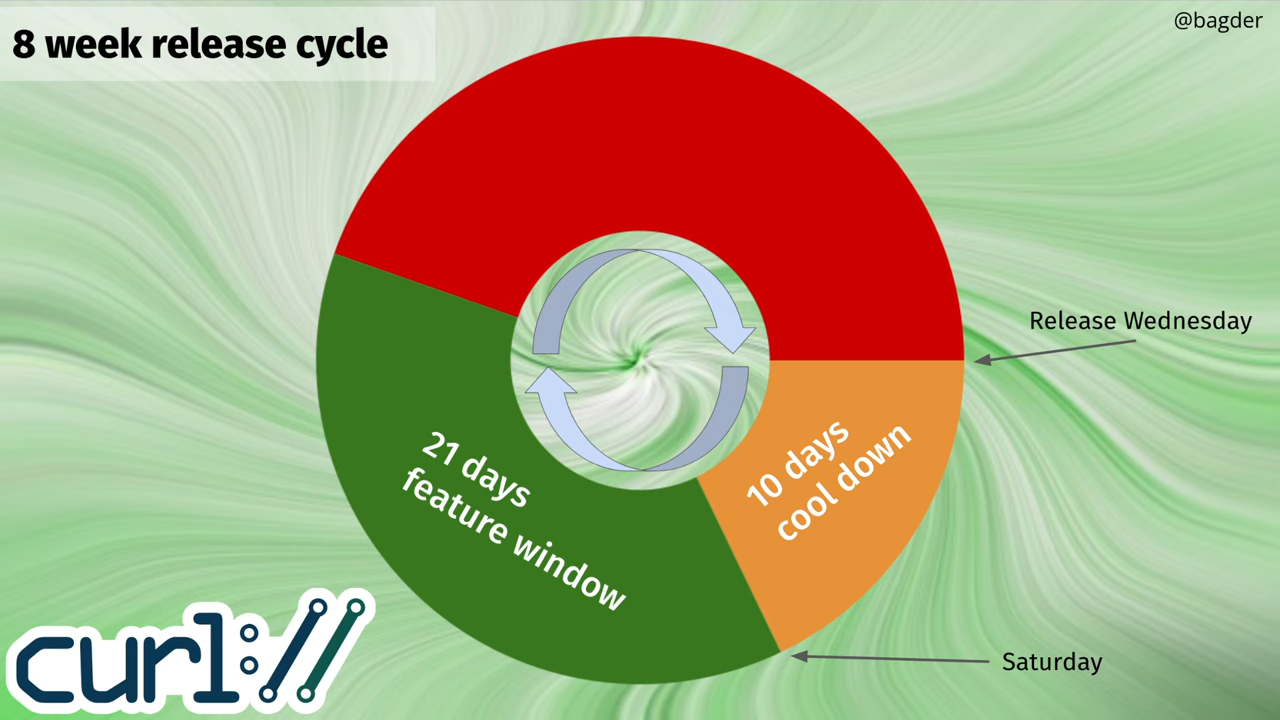 8 week release cycle
@bagder
Release Wednesday
10 days
cool down
21 days
feature window
Saturday
curl://